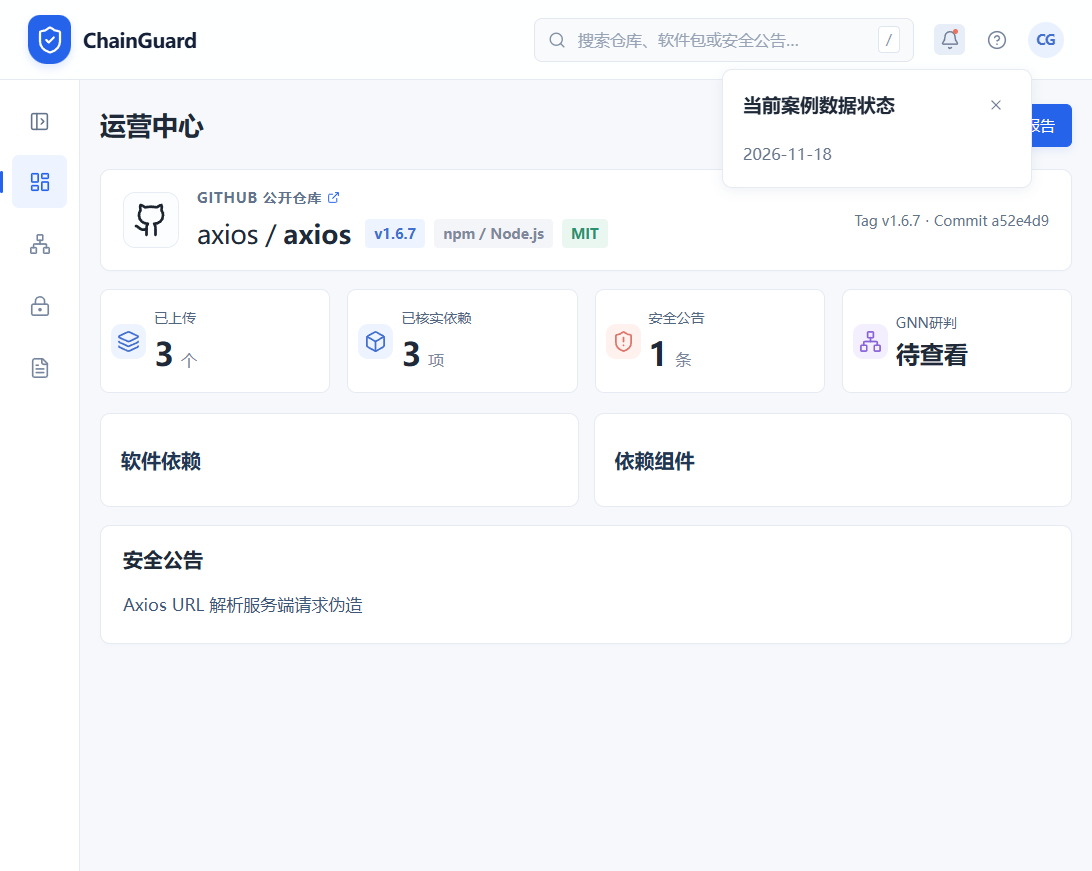 ChainGuard
搜索仓库、软件包或安全公告...
/
CG
当前案例数据状态
2026-11-18
运营中心
报告
GITHUB 公开仓库
axios / axios
v1.6.7
npm / Node.js
MIT
Tag v1.6.7 · Commit a52e4d9
已上传
3 个
已核实依赖
3 项
安全公告
1 条
GNN研判
待查看
软件依赖
依赖组件
安全公告
Axios URL 解析服务端请求伪造